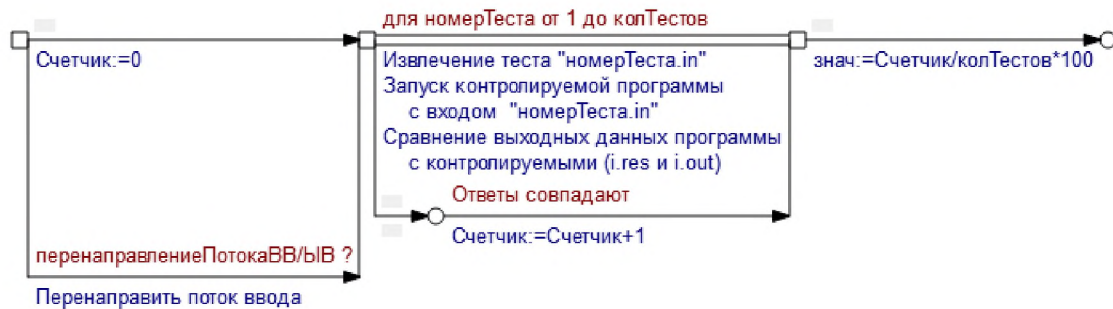 для номерТеста от 1 до колТестов
Счетчик:=0
Извлечение теста "номерТеста.in"
Запуск контролируемой программы
с входом "номерТеста.in"
Сравнение выходных данных программы
с контролируемыми (i.res и i.out)
Ответы совпадают
Счетчик:=Счетчик+1
знач:=Счетчик/колТестов*100
перенаправлениеПотокаВВ/ЫВ ?
Перенаправить поток ввода